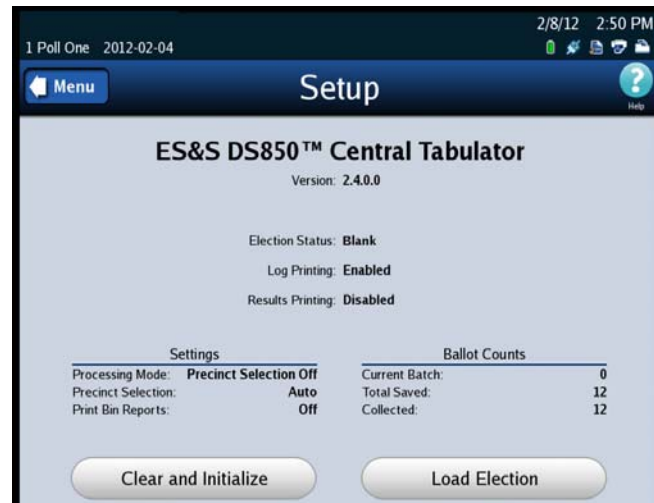 2/8/12 2:50 PM
1 Poll One 2012-02-04
Menu
Setup
Help
ES&S DS850™ Central Tabulator
Version: 2.4.0.0
Election Status: Blank
Log Printing: Enabled
Results Printing: Disabled
Settings
Processing Mode: Precinct Selection Off
Precinct Selection: Auto
Print Bin Reports: Off
Ballot Counts
Current Batch: 0
Total Saved: 12
Collected: 12
Clear and Initialize
Load Election